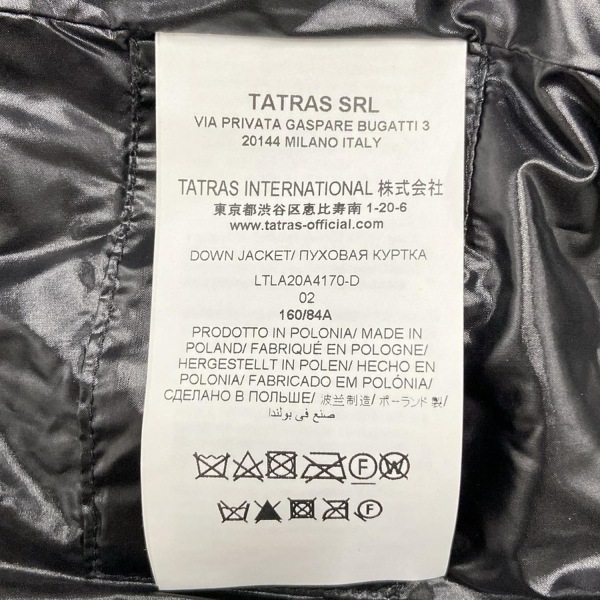 TATRAS SRL
VIA PRIVATA GASPARE BUGATTI 3
20144 MILANO ITALY
TATRAS INTERNATIONAL 株式会社
東京都渋谷区恵比寿南 1-20-6
www.tatras-official.com
DOWN JACKET/ ПУХОВАЯ КУРТКА
LTLA20A4170-D
02
160/84A
PRODOTTO IN POLONIA/ MADE IN
POLAND/ FABRIQUÉ EN POLOGNE/
HERGESTELLT IN POLEN/ HECHO EN
POLONIA/ FABRICADO EM POLÓNIA/
СДЕЛАНО В ПОЛЬШЕ/ 波兰制造/ ポーランド製/
صنع في بولندا
F W
F